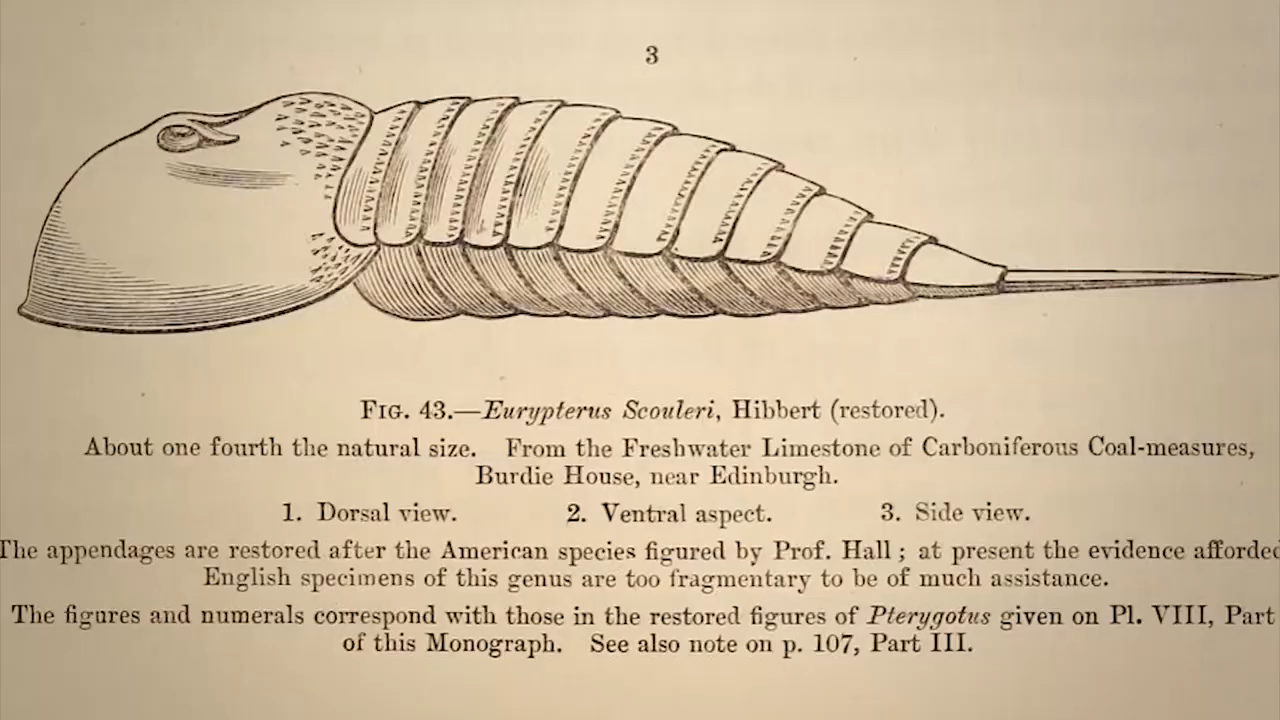 3
FIG. 43.—Eurypterus Scouleri, Hibbert (restored).
About one fourth the natural size. From the Freshwater Limestone of Carboniferous Coal-measures,
Burdie House, near Edinburgh.
1. Dorsal view. 2. Ventral aspect. 3. Side view.
The appendages are restored after the American species figured by Prof. Hall; at present the evidence afforded
English specimens of this genus are too fragmentary to be of much assistance.
The figures and numerals correspond with those in the restored figures of Pterygotus given on Pl. VIII, Part
of this Monograph. See also note on p. 107, Part III.